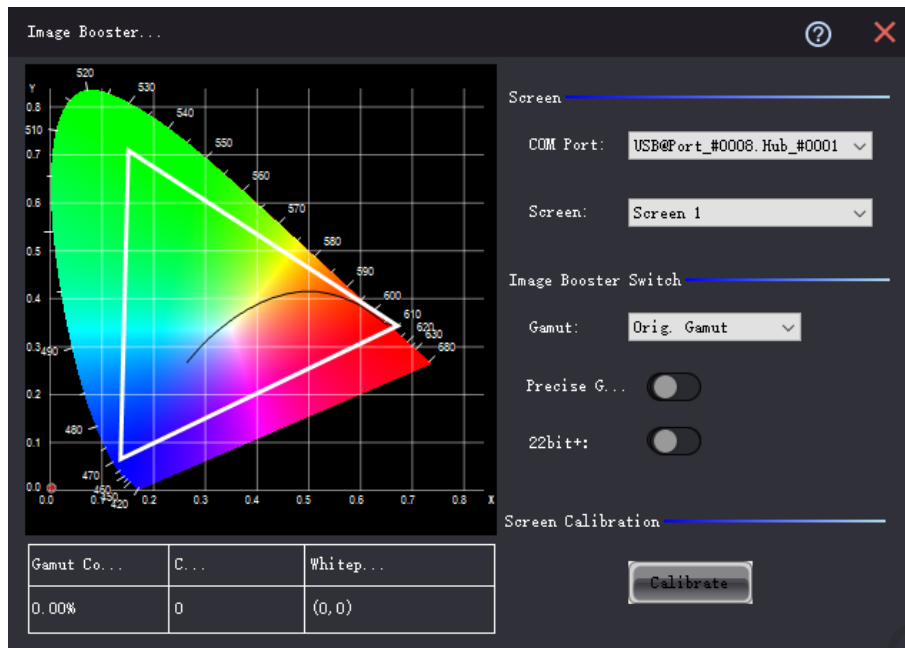 Image Booster...
520
Y
530
0.8
540
510
550
0.7
560
0.6
570
580
0.5
590
0.4
600
610
620
630
0.3
490
680
0.2
480
0.1
470
460
450
420
0.0
0.0
0.1
0.2
0.3
0.4
0.5
0.6
0.7
0.8
X
Gamut Co...
C...
Whitep...
0.00%
0
(0,0)
Screen
COM Port:
USB@Port_#0008.Hub_#0001
Screen:
Screen 1
Image Booster Switch
Gamut:
Orig. Gamut
Precise G...
22bit+:
Screen Calibration
Calibrate